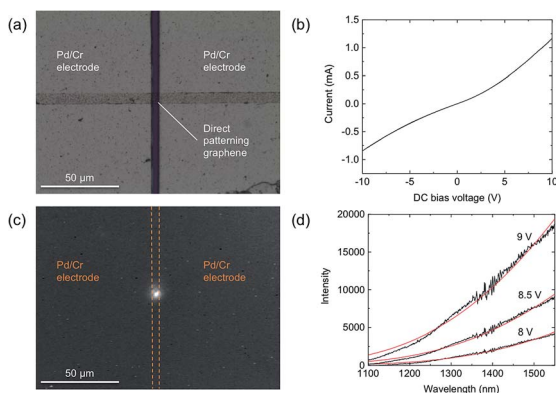 (a)
Pd/Cr
electrode
Pd/Cr
electrode
Direct
patterning
graphene
50 μm
(b)
Current (mA)
1.5
1.0
0.5
0.0
-0.5
-1.0
-10
-5
0
5
10
DC bias voltage (V)
(c)
Pd/Cr
electrode
Pd/Cr
electrode
50 μm
(d)
Intensity
20000
15000
10000
5000
0
9 V
8.5 V
8 V
1100
1200
1300
1400
1500
Wavelength (nm)